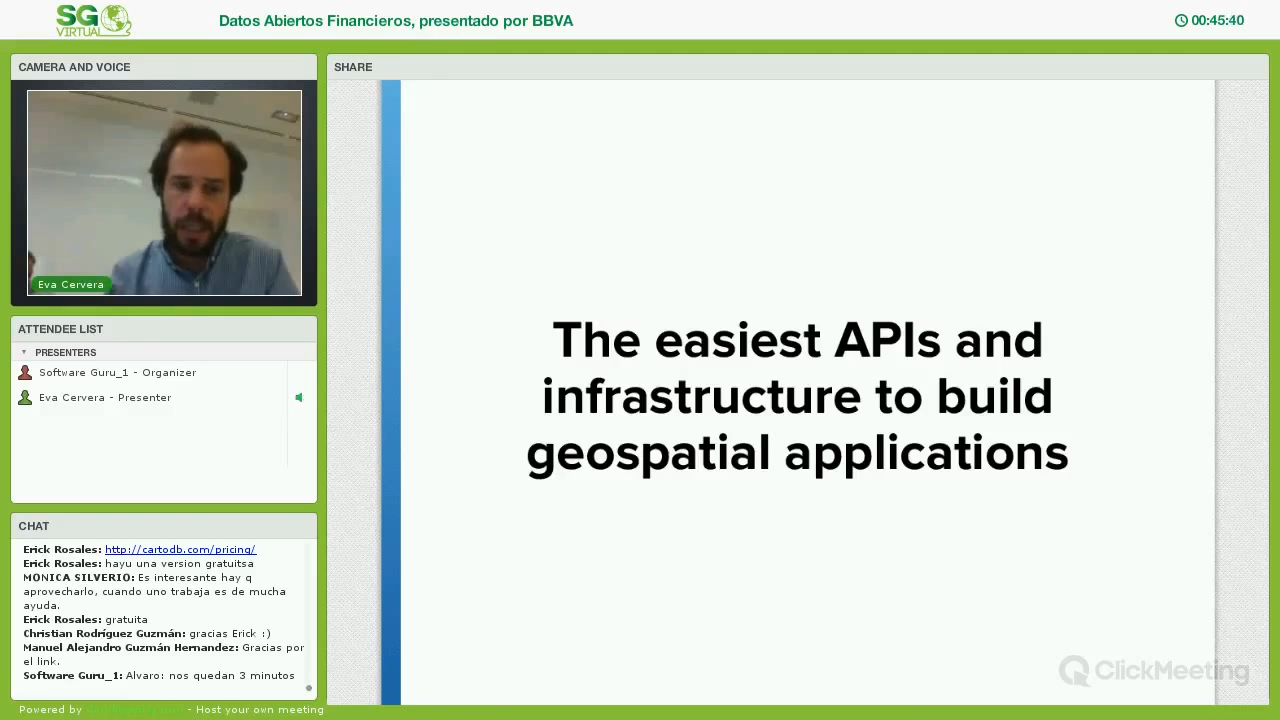 SG
VIRTUAL
Datos Abiertos Financieros, presentado por BBVA
00:45:40
CAMERA AND VOICE
Eva Cervera
ATTENDEE LIST
PRESENTERS
Software Guru_1 - Organizer
Eva Cervera - Presenter
CHAT
Erick Rosales: http://cartodb.com/pricing/
Erick Rosales: hayu una version gratuitsa
MÓNICA SILVERIO: Es interesante hay q
aprovecharlo, cuando uno trabaja es de mucha
ayuda.
Erick Rosales: gratuita
Christian Rodríguez Guzmán: gracias Erick :)
Manuel Alejandro Guzmán Hernandez: Gracias por
el link.
Software Guru_1: Alvaro: nos quedan 3 minutos
Powered by - Host your own meeting
SHARE
The easiest APIs and
infrastructure to build
geospatial applications
ClickMeeting